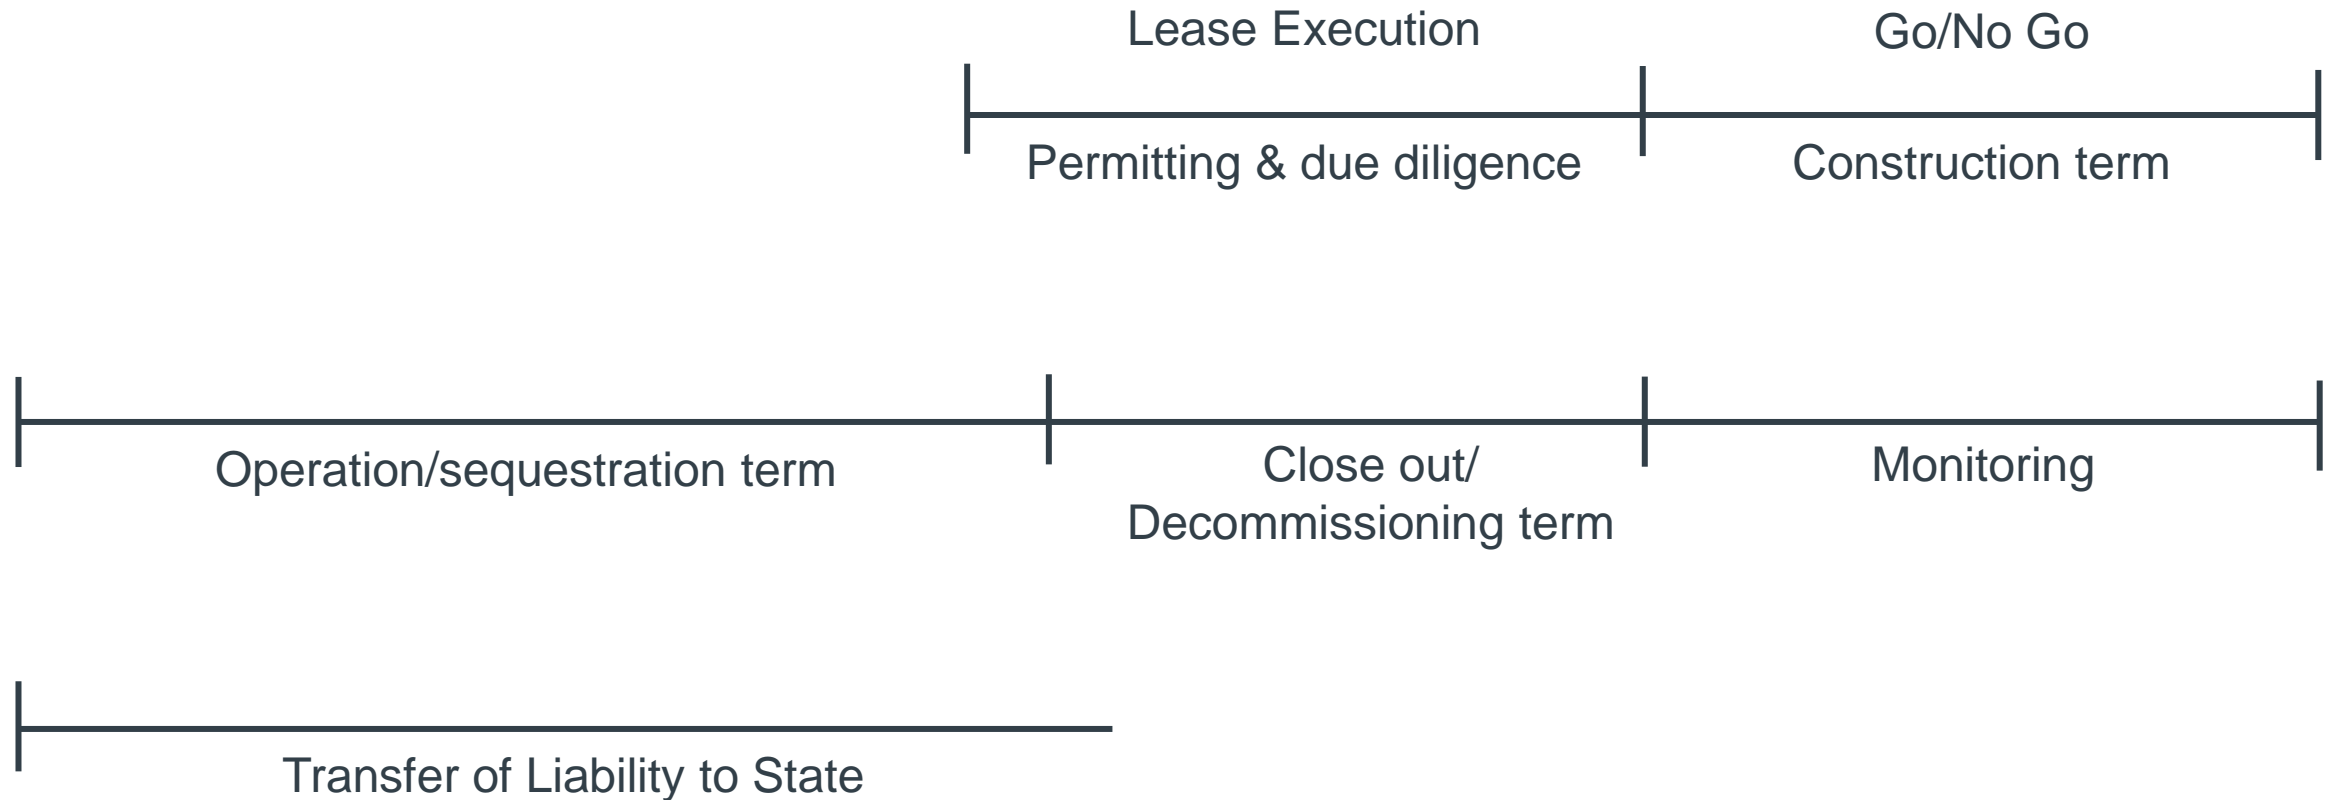 Lease Execution
Go/No Go
Permitting & due diligence
Construction term
Operation/sequestration term
Close out/
Decommissioning term
Monitoring
Transfer of Liability to State